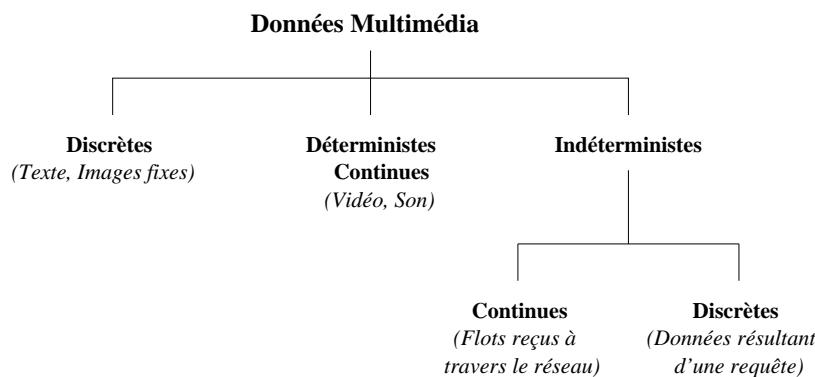 Données Multimédia
Discrètes
(Texte, Images fixes)
Déterministes
Continues
(Vidéo, Son)
Indéterministes
Continues
(Flots reçus à
travers le réseau)
Discrètes
(Données résultant
d'une requête)